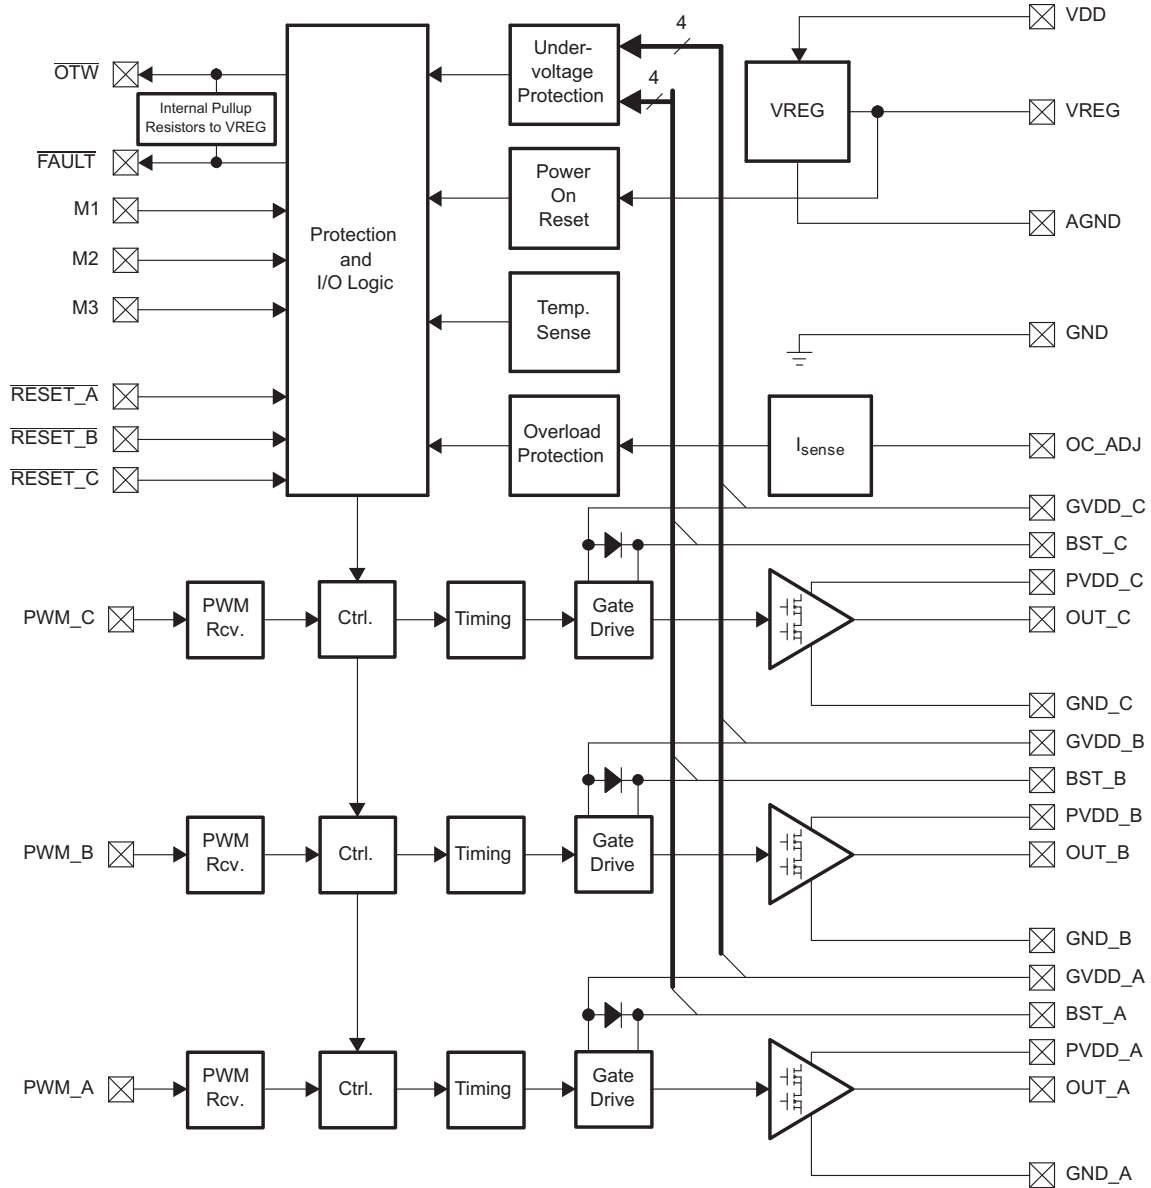 4
VDD
OTW
Under-
voltage
Protection
4
Internal Pullup
Resistors to VREG
VREG
VREG
FAULT
Power
On
Reset
M1
AGND
Protection
and
I/O Logic
M2
M3
Temp.
Sense
GND
RESET_A
RESET_B
RESET_C
Overload
Protection
Isense
OC_ADJ
GVDD_C
BST_C
PVDD_C
PWM_C
PWM
Rcv.
Ctrl.
Timing
Gate
Drive
OUT_C
GND_C
GVDD_B
BST_B
PVDD_B
PWM_B
PWM
Rcv.
Ctrl.
Timing
Gate
Drive
OUT_B
GND_B
GVDD_A
BST_A
PVDD_A
PWM_A
PWM
Rcv.
Ctrl.
Timing
Gate
Drive
OUT_A
GND_A